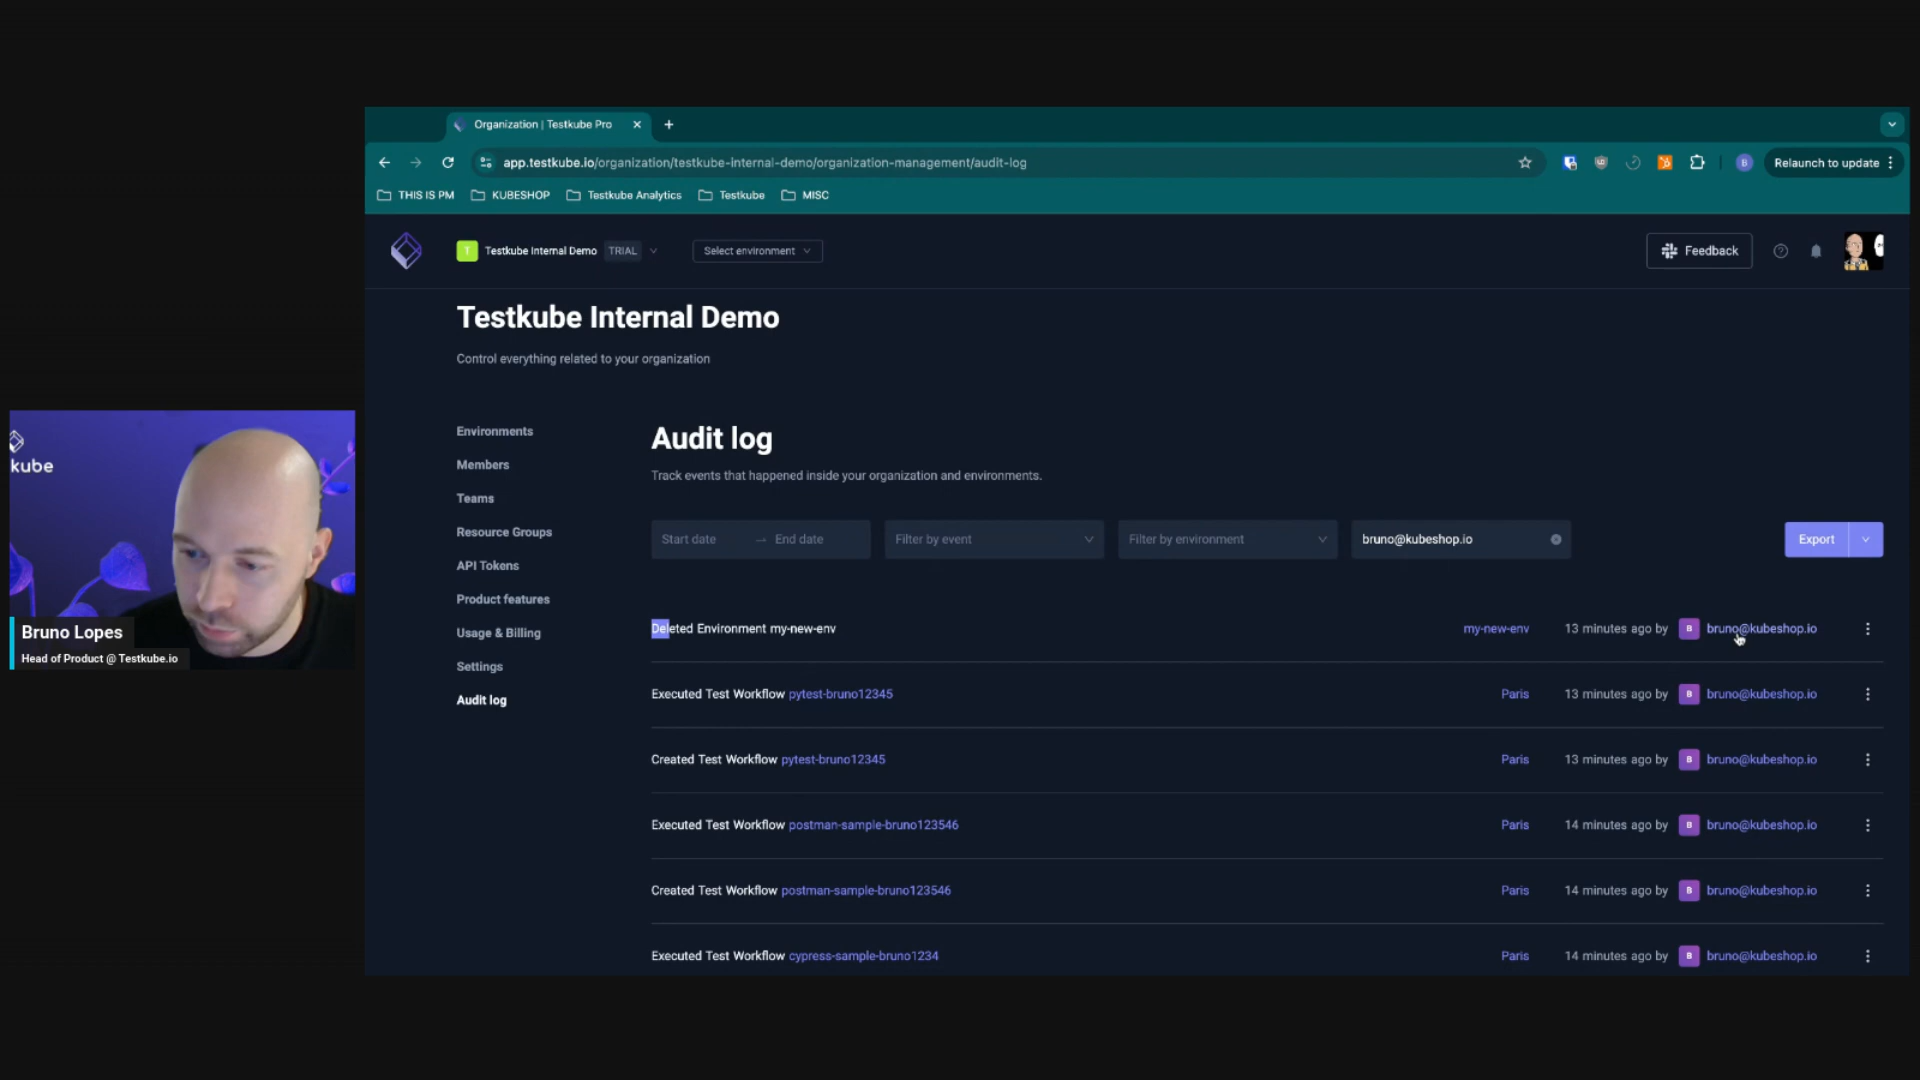 Organization | Testkube Pro
app.testkube.io/organization/testkube-internal-demo/organization-management/audit-log
Relaunch to update
THIS IS PM
KUBESHOP
Testkube Analytics
Testkube
MISC
T
Testkube Internal Demo
TRIAL
Select environment
Feedback
Testkube Internal Demo
Control everything related to your organization
Environments
Members
Teams
Resource Groups
API Tokens
Product features
Usage & Billing
Settings
Audit log
Audit log
Track events that happened inside your organization and environments.
Start date → End date
Filter by event
Filter by environment
bruno@kubeshop.io
Export
Deleted Environment my-new-env my-new-env 13 minutes ago by B bruno@kubeshop.io
Executed Test Workflow pytest-bruno12345 Paris 13 minutes ago by B bruno@kubeshop.io
Created Test Workflow pytest-bruno12345 Paris 13 minutes ago by B bruno@kubeshop.io
Executed Test Workflow postman-sample-bruno123546 Paris 14 minutes ago by B bruno@kubeshop.io
Created Test Workflow postman-sample-bruno123546 Paris 14 minutes ago by B bruno@kubeshop.io
Executed Test Workflow cypress-sample-bruno1234 Paris 14 minutes ago by B bruno@kubeshop.io
kube
Bruno Lopes
Head of Product @ Testkube.io